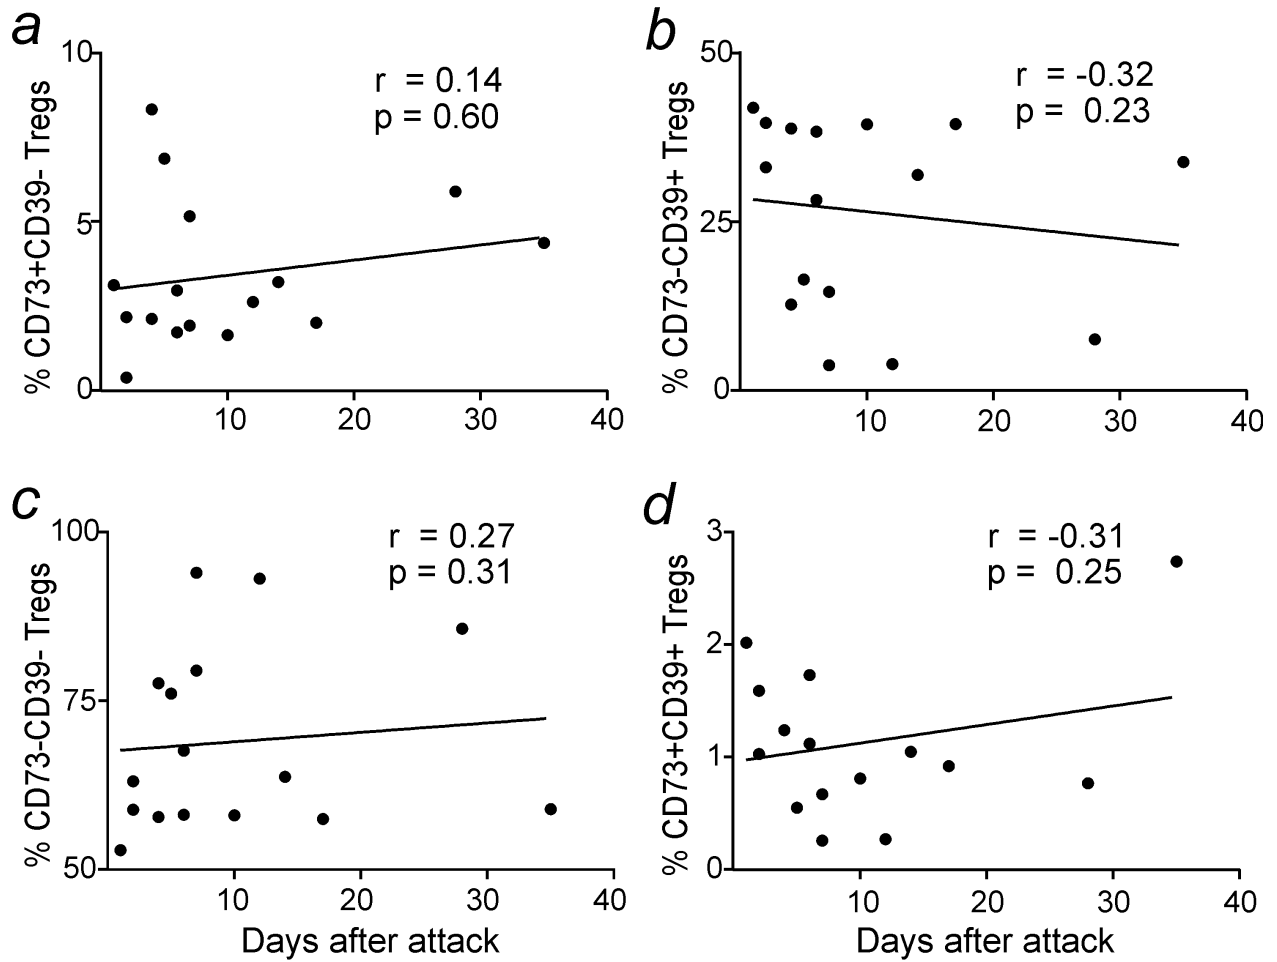 a
10
5
0
% CD73+CD39- Tregs
r = 0.14
p = 0.60
10 20 30 40
b
50
25
0
% CD73-CD39+ Tregs
r = -0.32
p = 0.23
10 20 30 40
c
100
75
50
% CD73-CD39- Tregs
r = 0.27
p = 0.31
10 20 30 40
Days after attack
d
3
2
1
0
% CD73+CD39+ Tregs
r = -0.31
p = 0.25
10 20 30 40
Days after attack